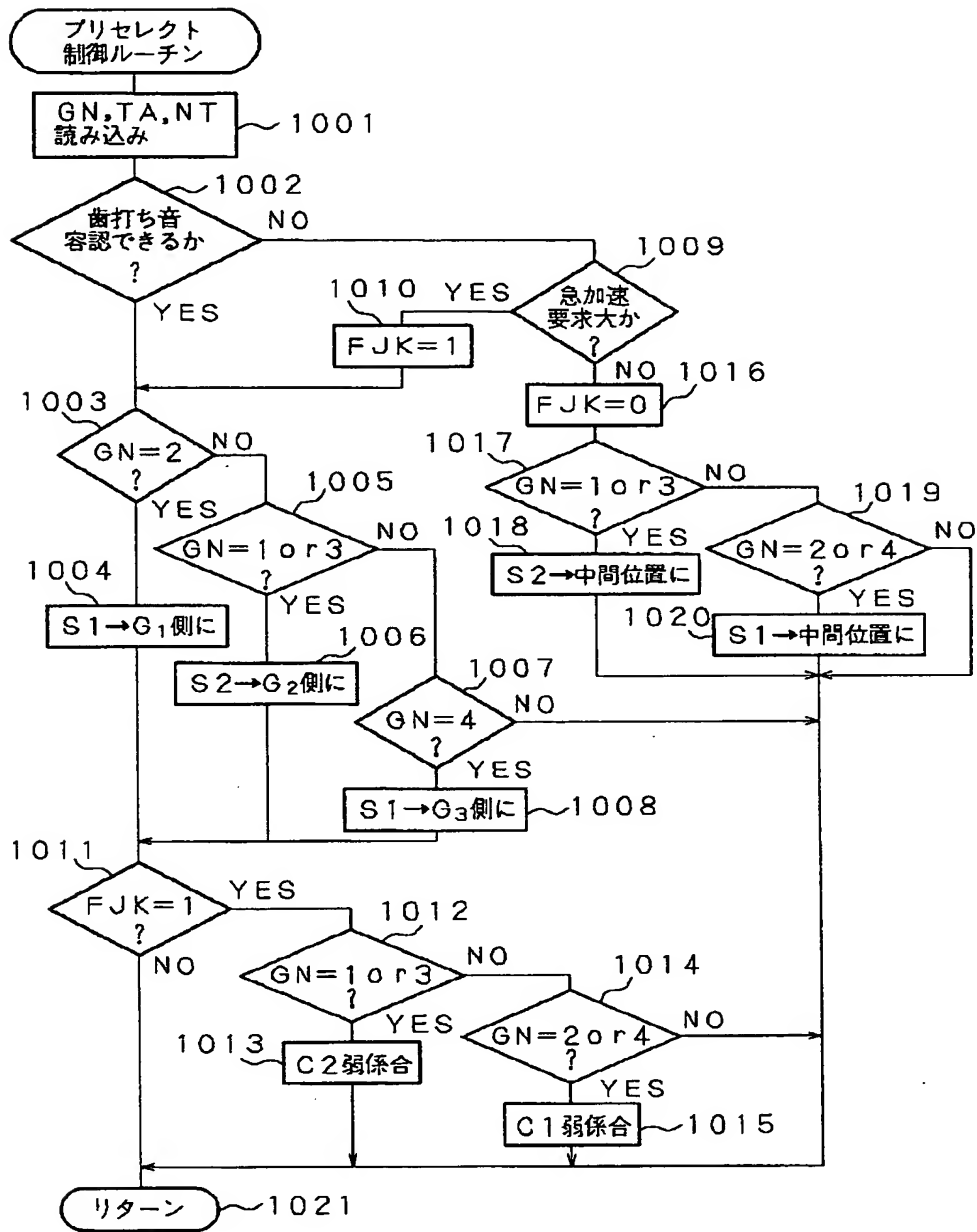 プリセレクト
制御ルーチン
GN,TA,NT
読み込み
1001
歯打ち音
容認できるか
?
1002
NO
YES
急加速
要求大か
?
1009
YES
NO
1010
FJK=1
1016
FJK=0
1003
GN=2
?
NO
YES
1017
GN=1or3
?
NO
YES
1005
GN=1or3
?
NO
YES
1019
GN=2or4
?
NO
YES
1018
S2→中間位置に
1004
S1→G₁側に
1020
S1→中間位置に
1006
S2→G₂側に
1007
GN=4
?
NO
YES
S1→G₃側に
1008
1011
FJK=1
?
YES
NO
1012
GN=1or3
?
NO
YES
1014
GN=2or4
?
NO
YES
1013
C2弱係合
C1弱係合
1015
リターン
1021